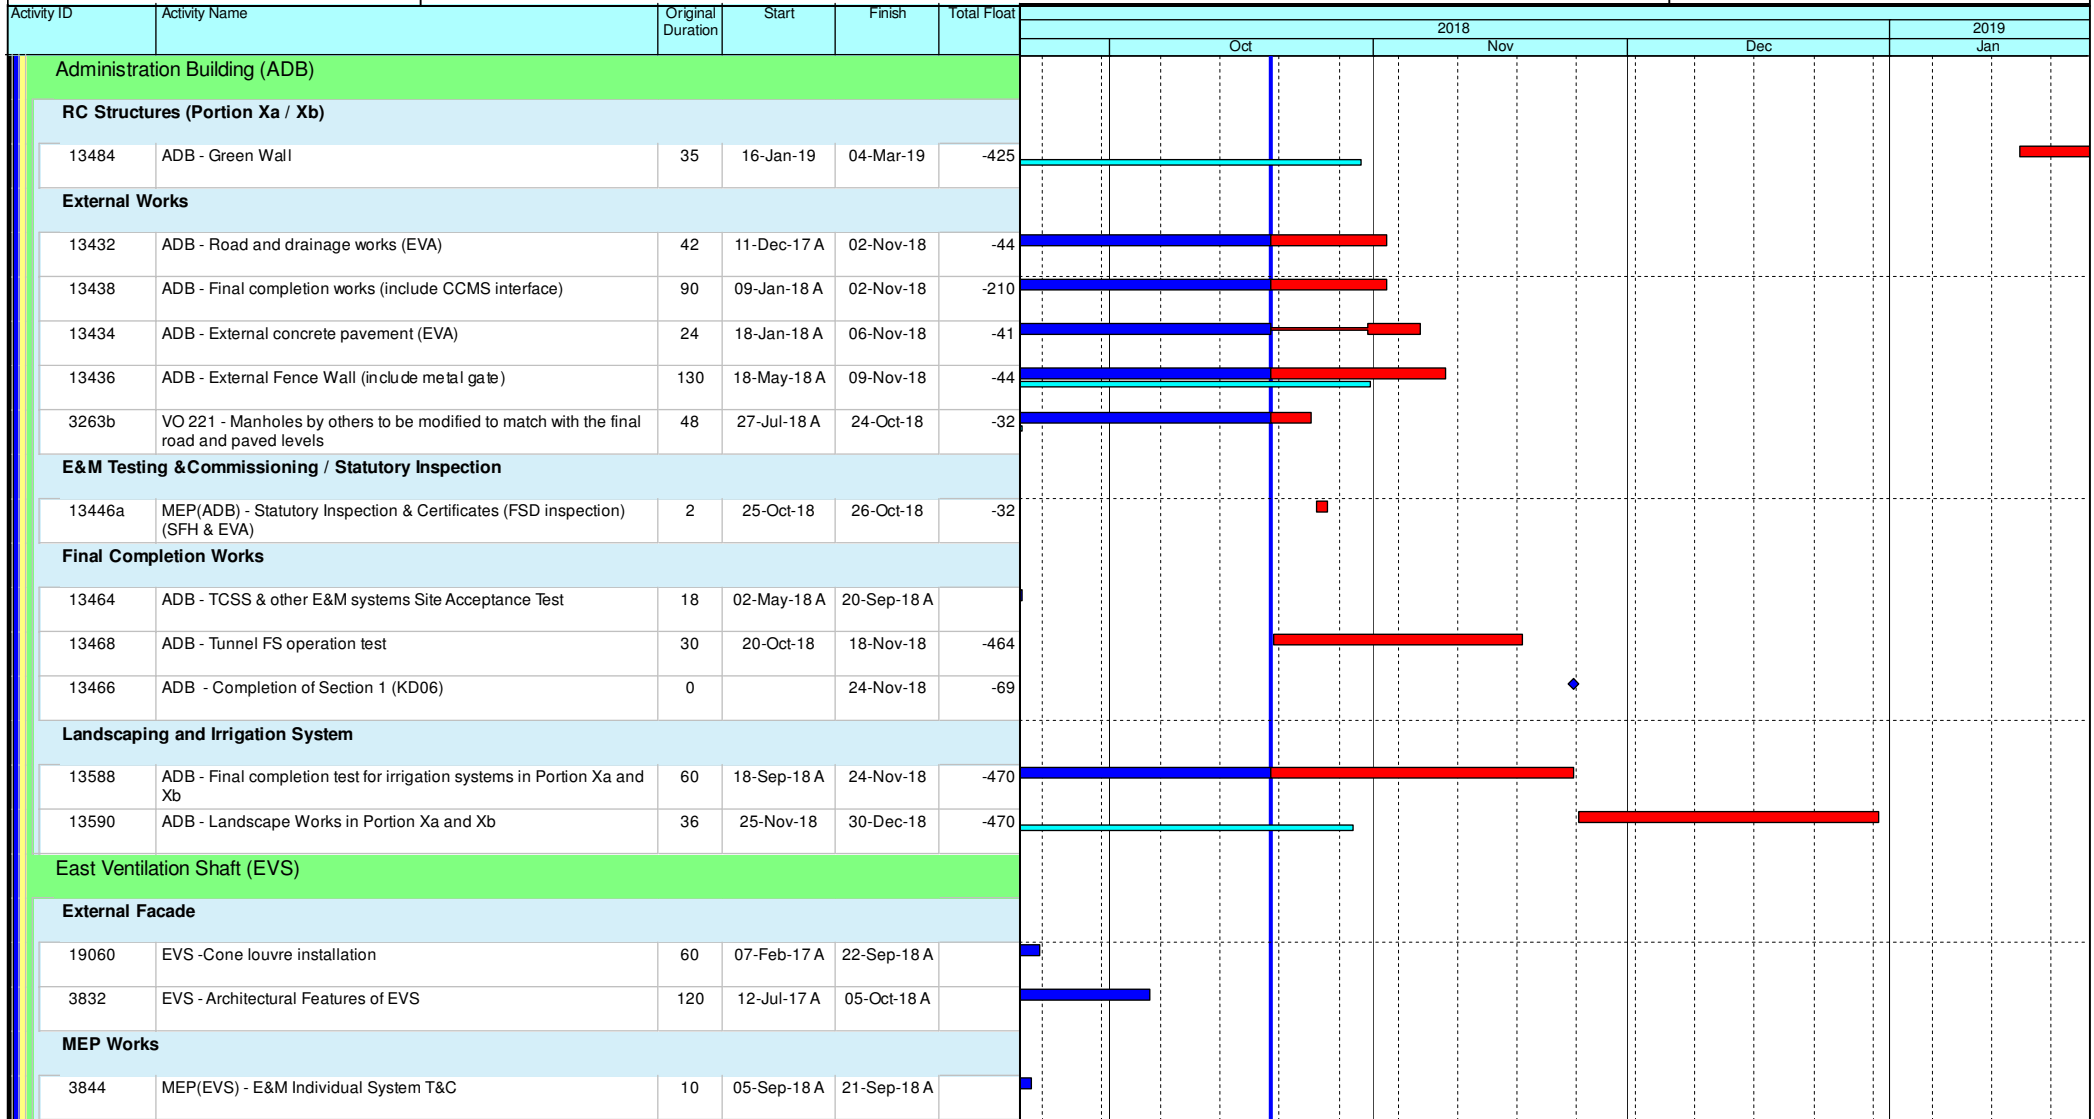 Activity ID Activity Name Original Start Finish Total Float
Duration
2018 2019
Oct Nov Dec Jan
Administration Building (ADB)
RC Structures (Portion Xa / Xb)
13484 ADB - Green Wall 35 16-Jan-19 04-Mar-19 -425
External Works
13432 ADB - Road and drainage works (EVA) 42 11-Dec-17 A 02-Nov-18 -44
13438 ADB - Final completion works (include CCMS interface) 90 09-Jan-18 A 02-Nov-18 -210
13434 ADB - External concrete pavement (EVA) 24 18-Jan-18 A 06-Nov-18 -41
13436 ADB - External Fence Wall (include metal gate) 130 18-May-18 A 09-Nov-18 -44
3263b VO 221 - Manholes by others to be modified to match with the final 48 27-Jul-18 A 24-Oct-18 -32
road and paved levels
E&M Testing &Commissioning / Statutory Inspection
13446a MEP(ADB) - Statutory Inspection & Certificates (FSD inspection) 2 25-Oct-18 26-Oct-18 -32
(SFH & EVA)
Final Completion Works
13464 ADB - TCSS & other E&M systems Site Acceptance Test 18 02-May-18 A 20-Sep-18 A
13468 ADB - Tunnel FS operation test 30 20-Oct-18 18-Nov-18 -464
13466 ADB - Completion of Section 1 (KD06) 0 24-Nov-18 -69
Landscaping and Irrigation System
13588 ADB - Final completion test for irrigation systems in Portion Xa and 60 18-Sep-18 A 24-Nov-18 -470
Xb
13590 ADB - Landscape Works in Portion Xa and Xb 36 25-Nov-18 30-Dec-18 -470
East Ventilation Shaft (EVS)
External Facade
19060 EVS -Cone louvre installation 60 07-Feb-17 A 22-Sep-18 A
3832 EVS - Architectural Features of EVS 120 12-Jul-17 A 05-Oct-18 A
MEP Works
3844 MEP(EVS) - E&M Individual System T&C 10 05-Sep-18 A 21-Sep-18 A